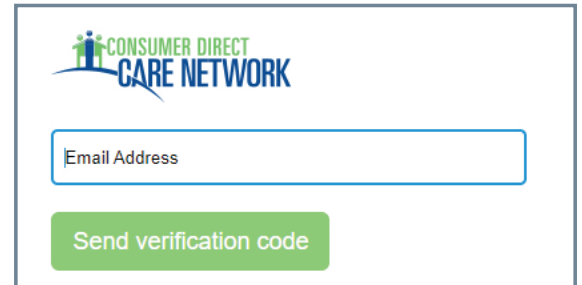 CONSUMER DIRECT
CARE NETWORK
Email Address
Send verification code